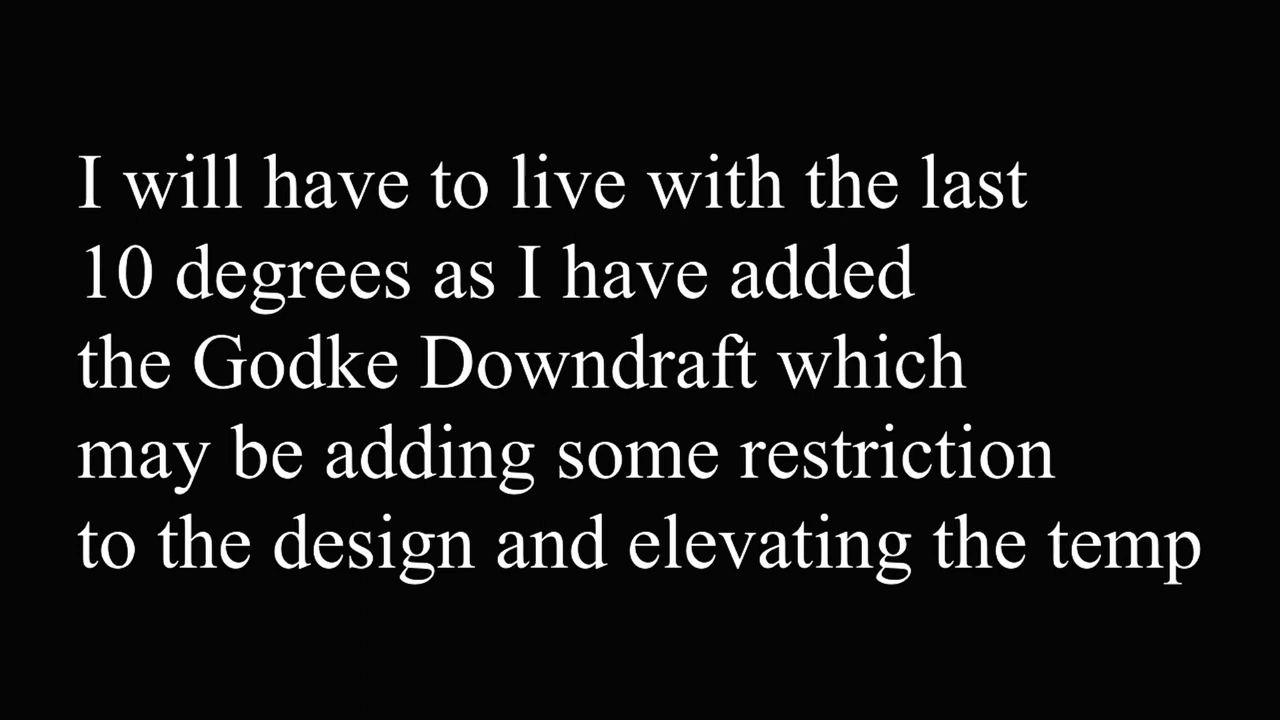 I will have to live with the last
10 degrees as I have added
the Godke Downdraft which
may be adding some restriction
to the design and elevating the temp